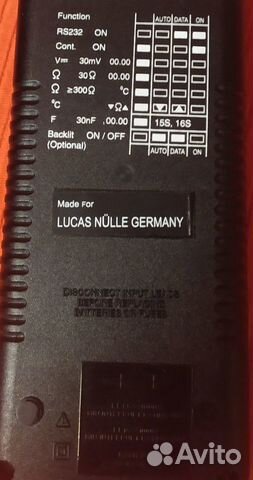 Function AUTO DATA ON
RS232 ON
Cont. ON
V⎓ 30mV 00.00
Ω 30Ω 00.00
Ω ≥300Ω °C
°C ▼Ω▲ ▼ ▲
F 30nF .00.00 15S, 16S
Backlit ON / OFF
(Optional) AUTO DATA ON
Made For
LUCAS NÜLLE GERMANY
DISCONNECT INPUT LEADS
BEFORE REPLACING
BATTERIES OR FUSES
Avito